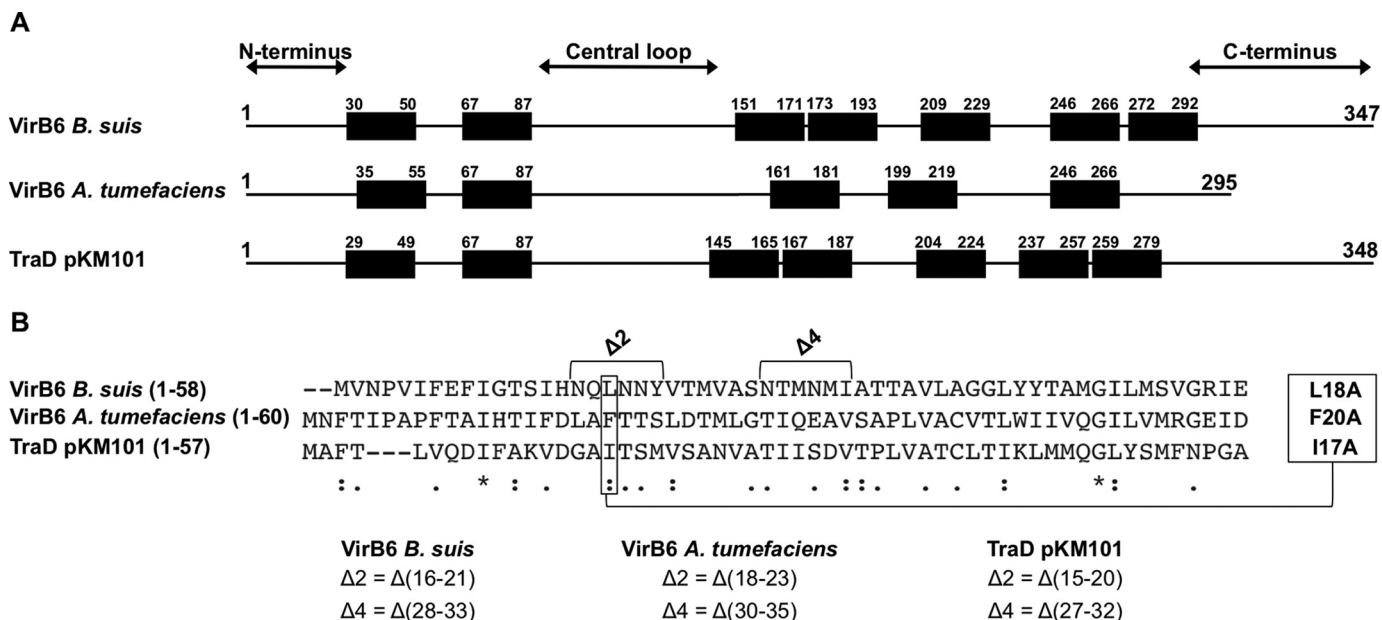 A
N-terminus Central loop C-terminus
VirB6 B. suis 1 30 50 67 87 151 171 173 193 209 229 246 266 272 292 347
VirB6 A. tumefaciens 1 35 55 67 87 161 181 199 219 246 266 295
TraD pKM101 1 29 49 67 87 145 165 167 187 204 224 237 257 259 279 348
B
Δ2 Δ4
VirB6 B. suis (1-58) --MVNPVIFEFIGTSIHNQLNNYVTMVASNTMNMIATTAVLAGGLYYTAMGILMSVGRIE L18A
VirB6 A. tumefaciens (1-60) MNFTIPAPFTAIHTIFDLAFTTSLDTMLGTIQEAVSAPLVACVTLWIIVQGILVMRGEID F20A
TraD pKM101 (1-57) MAFT---LVQDIFAKVDGAITSMVSANVATIISDVTPLVATCLTIKLMMQGLYSMFNPGA I17A
:. . * : . :.. : .. ::. . . : *: .
VirB6 B. suis VirB6 A. tumefaciens TraD pKM101
Δ2 = Δ(16-21) Δ2 = Δ(18-23) Δ2 = Δ(15-20)
Δ4 = Δ(28-33) Δ4 = Δ(30-35) Δ4 = Δ(27-32)